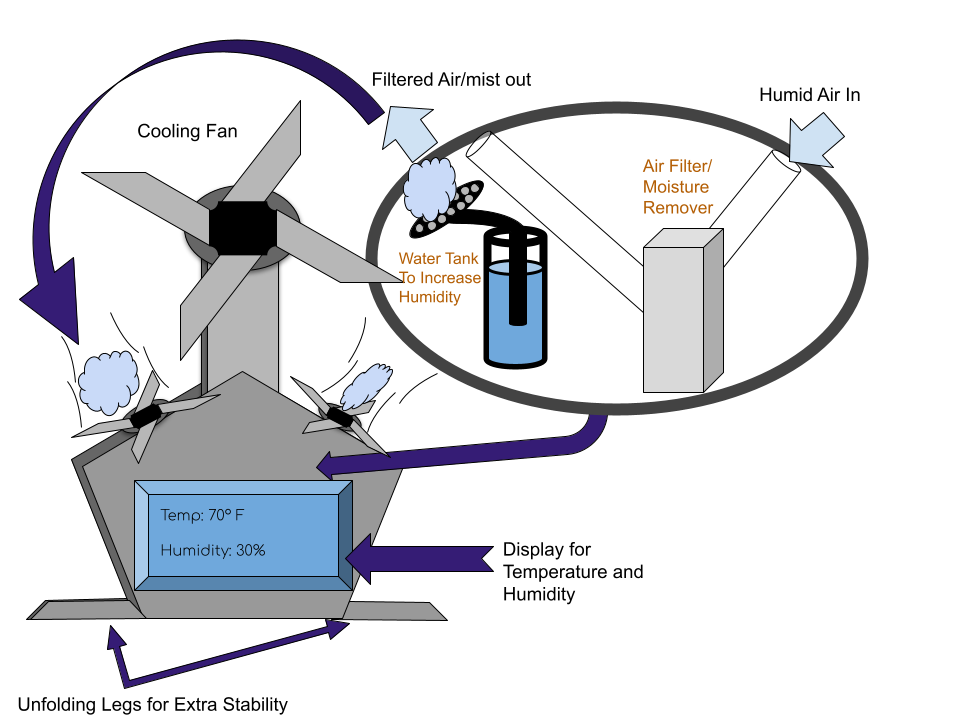 Filtered Air/mist out
Humid Air In
Cooling Fan
Air Filter/
Moisture
Remover
Water Tank
To Increase
Humidity
Temp: 70° F
Humidity: 30%
Display for
Temperature and
Humidity
Unfolding Legs for Extra Stability